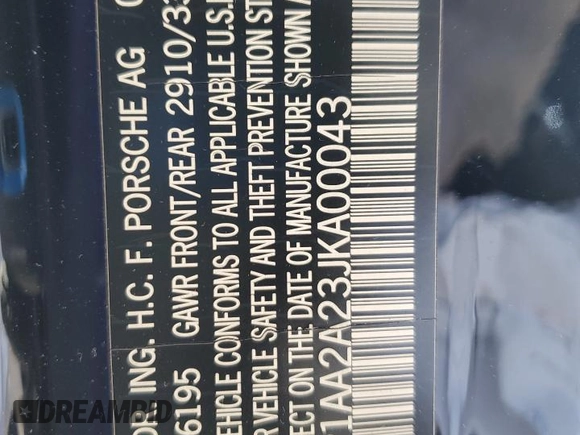 ING. H.C. F. PORSCHE AG
6195 GAWR FRONT/REAR 2910/33
EHICLE CONFORMS TO ALL APPLICABLE U.S.
R VEHICLE SAFETY AND THEFT PREVENTION ST
ECT ON THE DATE OF MANUFACTURE SHOWN A
1AA2A23JKA00043
DREAMBID